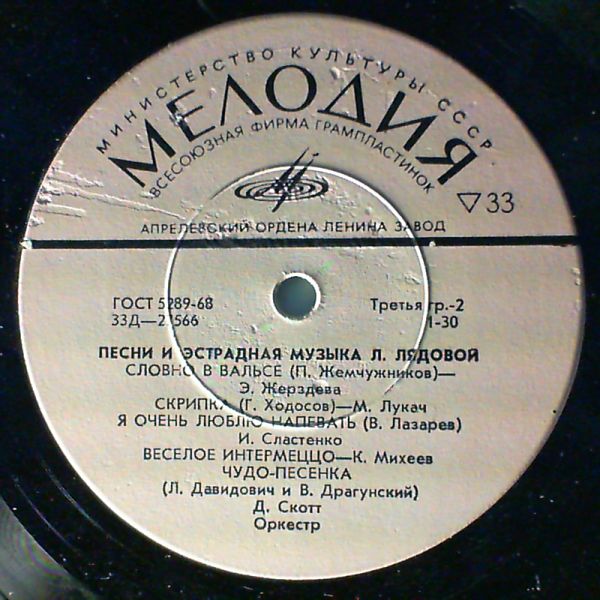 МИНИСТЕРСТВО КУЛЬТУРЫ СССР
МЕЛОДИЯ
ВСЕСОЮЗНАЯ ФИРМА ГРАМПЛАСТИНОК
▽33
АПРЕЛЕВСКИЙ ОРДЕНА ЛЕНИНА ЗАВОД
ГОСТ 5289-68 Третья гр.-2
1-30
ПЕСНИ И ЭСТРАДНАЯ МУЗЫКА Л. ЛЯДОВОЙ
СЛОВНО В ВАЛЬСЕ (П. Жемчужников)—
Э. Жерздева
СКРИПКА (Г. Ходосов)—М. Лукач
Я ОЧЕНЬ ЛЮБЛЮ НАПЕВАТЬ (В. Лазарев)
И. Сластенко
ВЕСЕЛОЕ ИНТЕРМЕЦЦО—К. Михеев
ЧУДО-ПЕСЕНКА
(Л. Давидович и В. Драгунский)
Д. Скотт
Оркестр